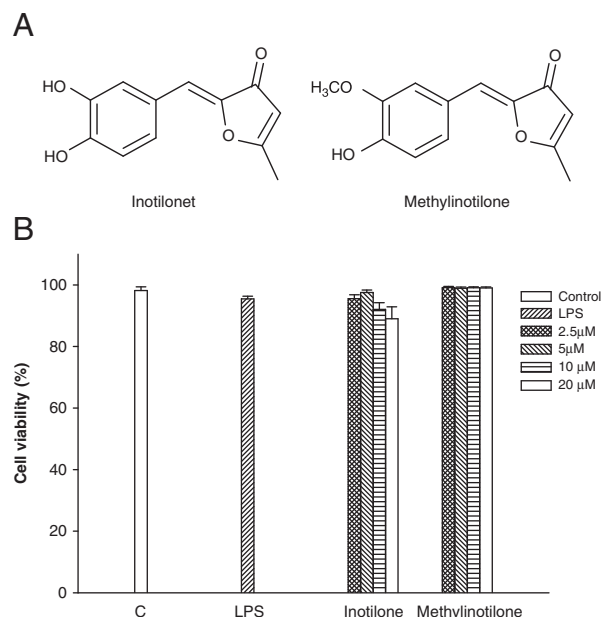 A
HO
HO
O
O
Inotilonet
H3CO
HO
O
O
Methylinotilone
B
Cell viability (%)
100
80
60
40
20
0
C
LPS
Inotilone
Methylinotilone
Control
LPS
2.5μM
5μM
10 μM
20 μM